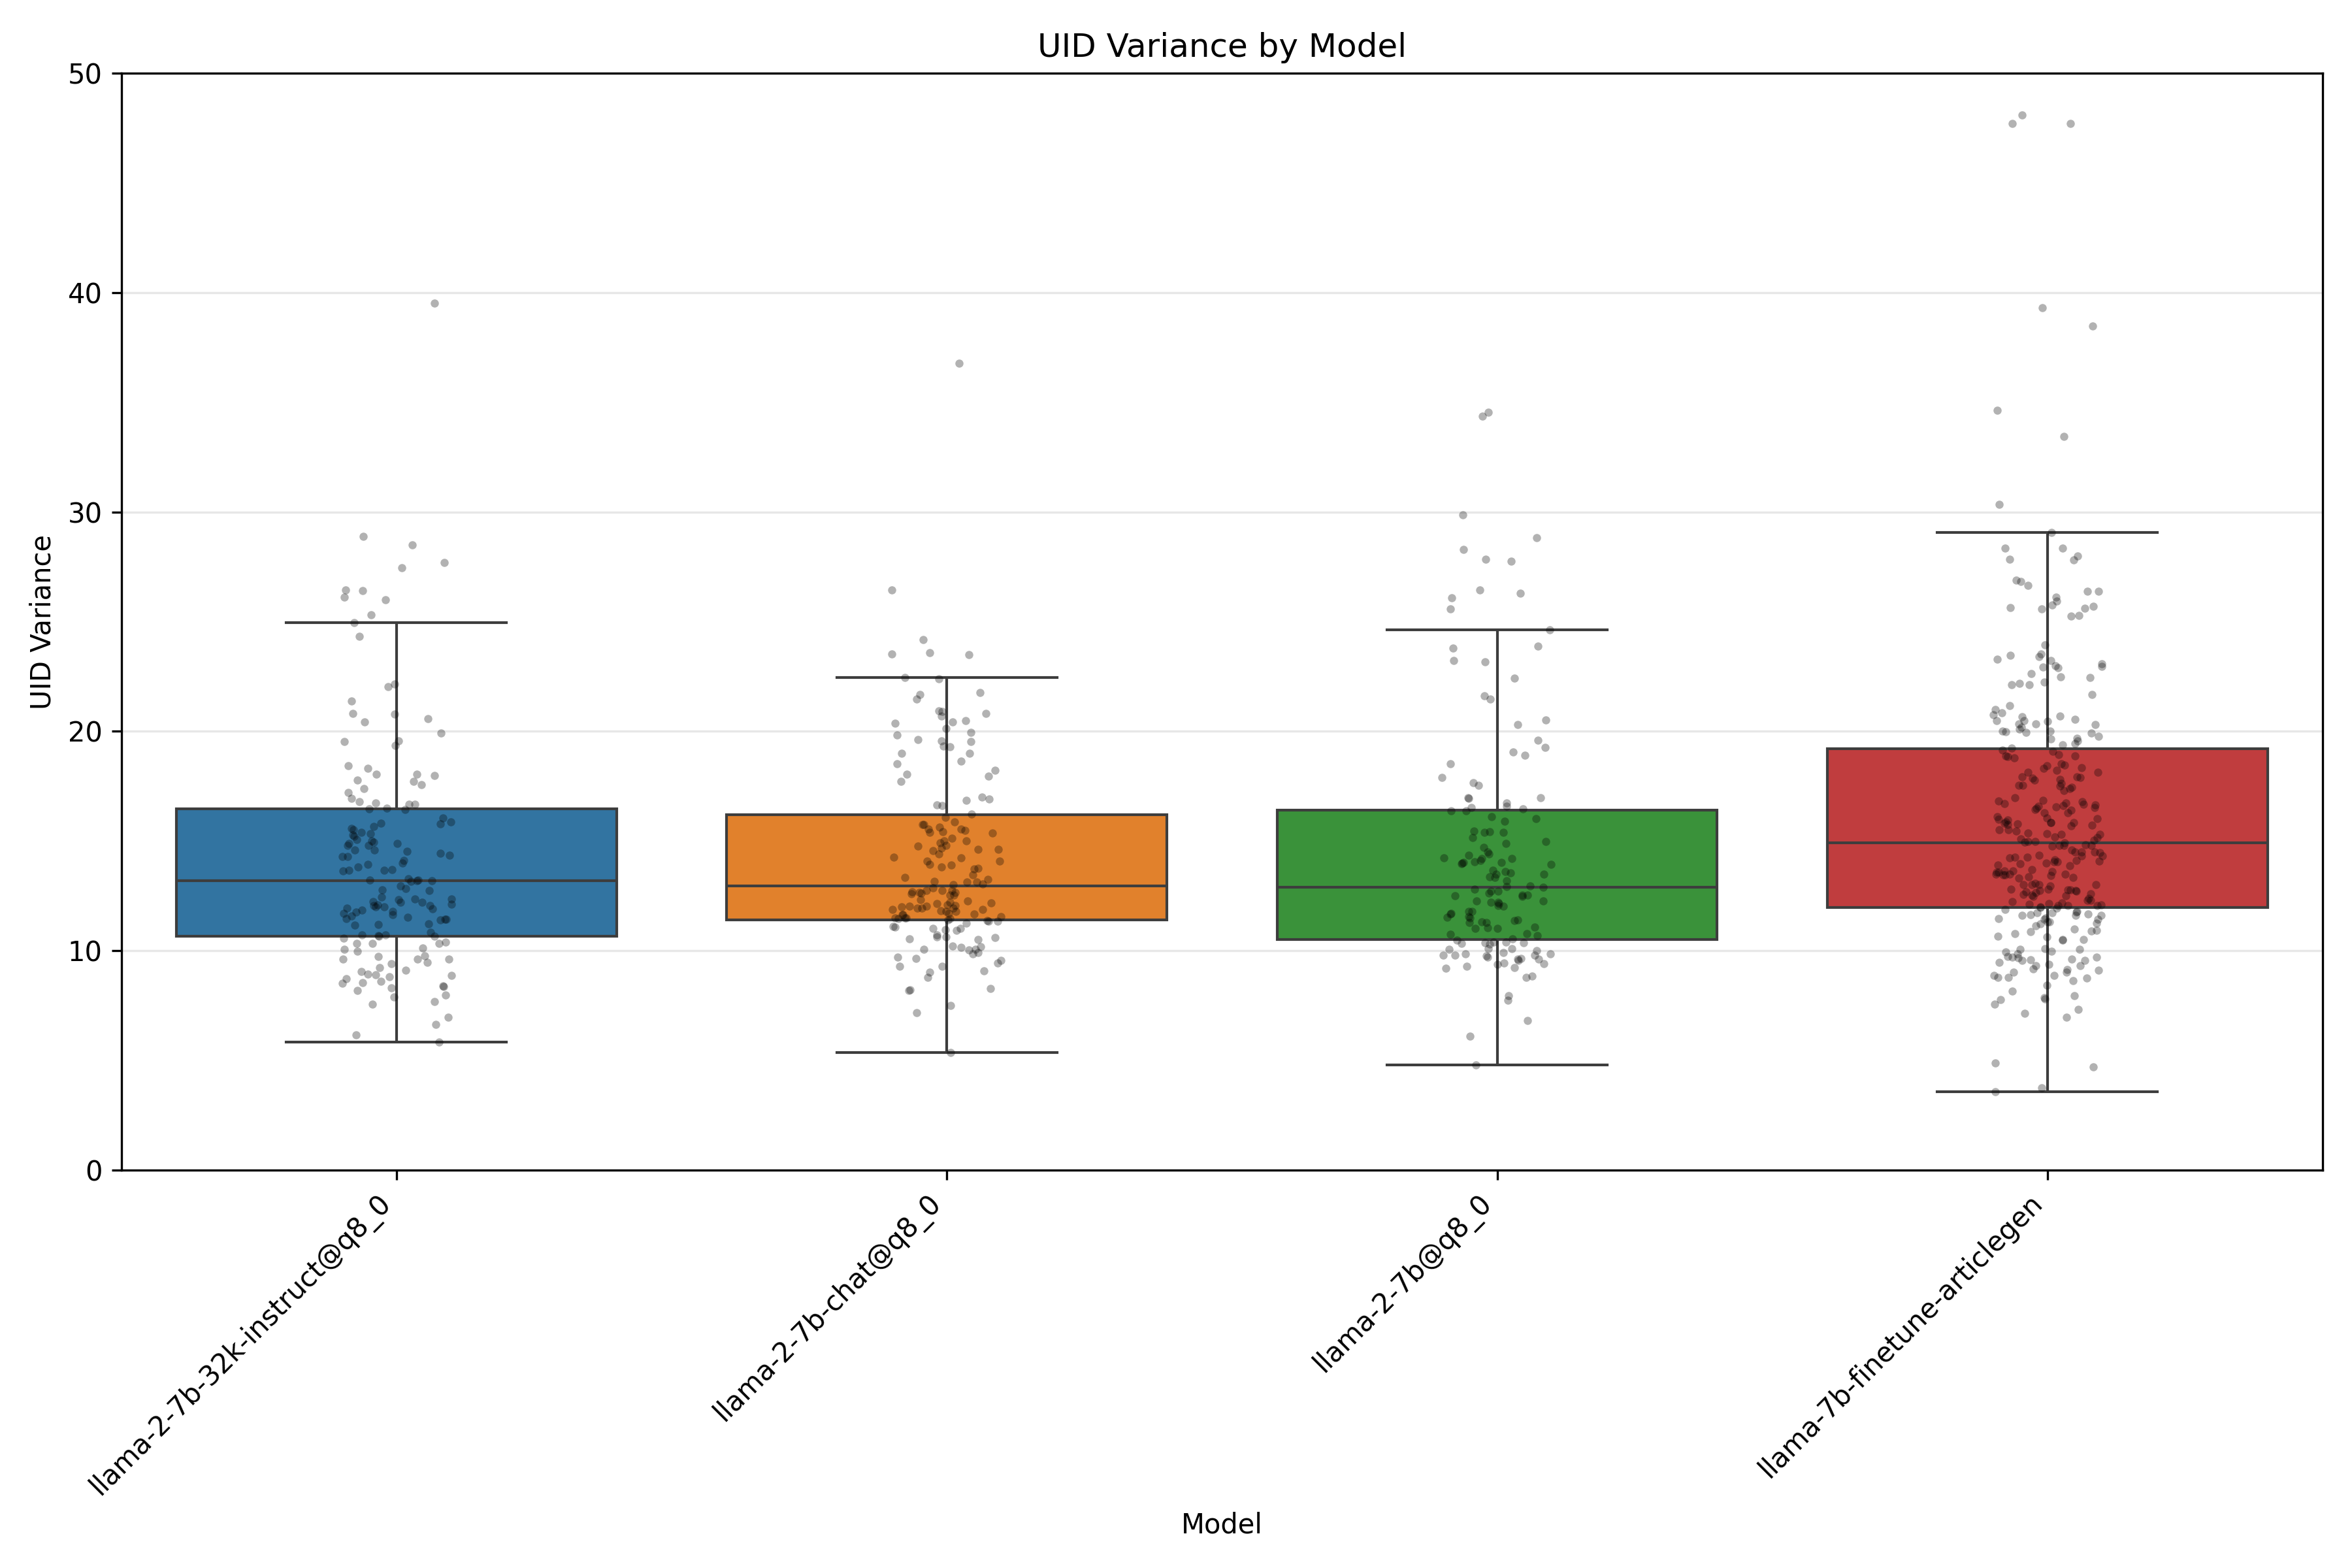 UID Variance by Model
UID Variance
50
40
30
20
10
0
llama-2-7b-32k-instruct@q8_0
llama-2-7b-chat@q8_0
llama-2-7b@q8_0
llama-7b-finetune-articlegen
Model